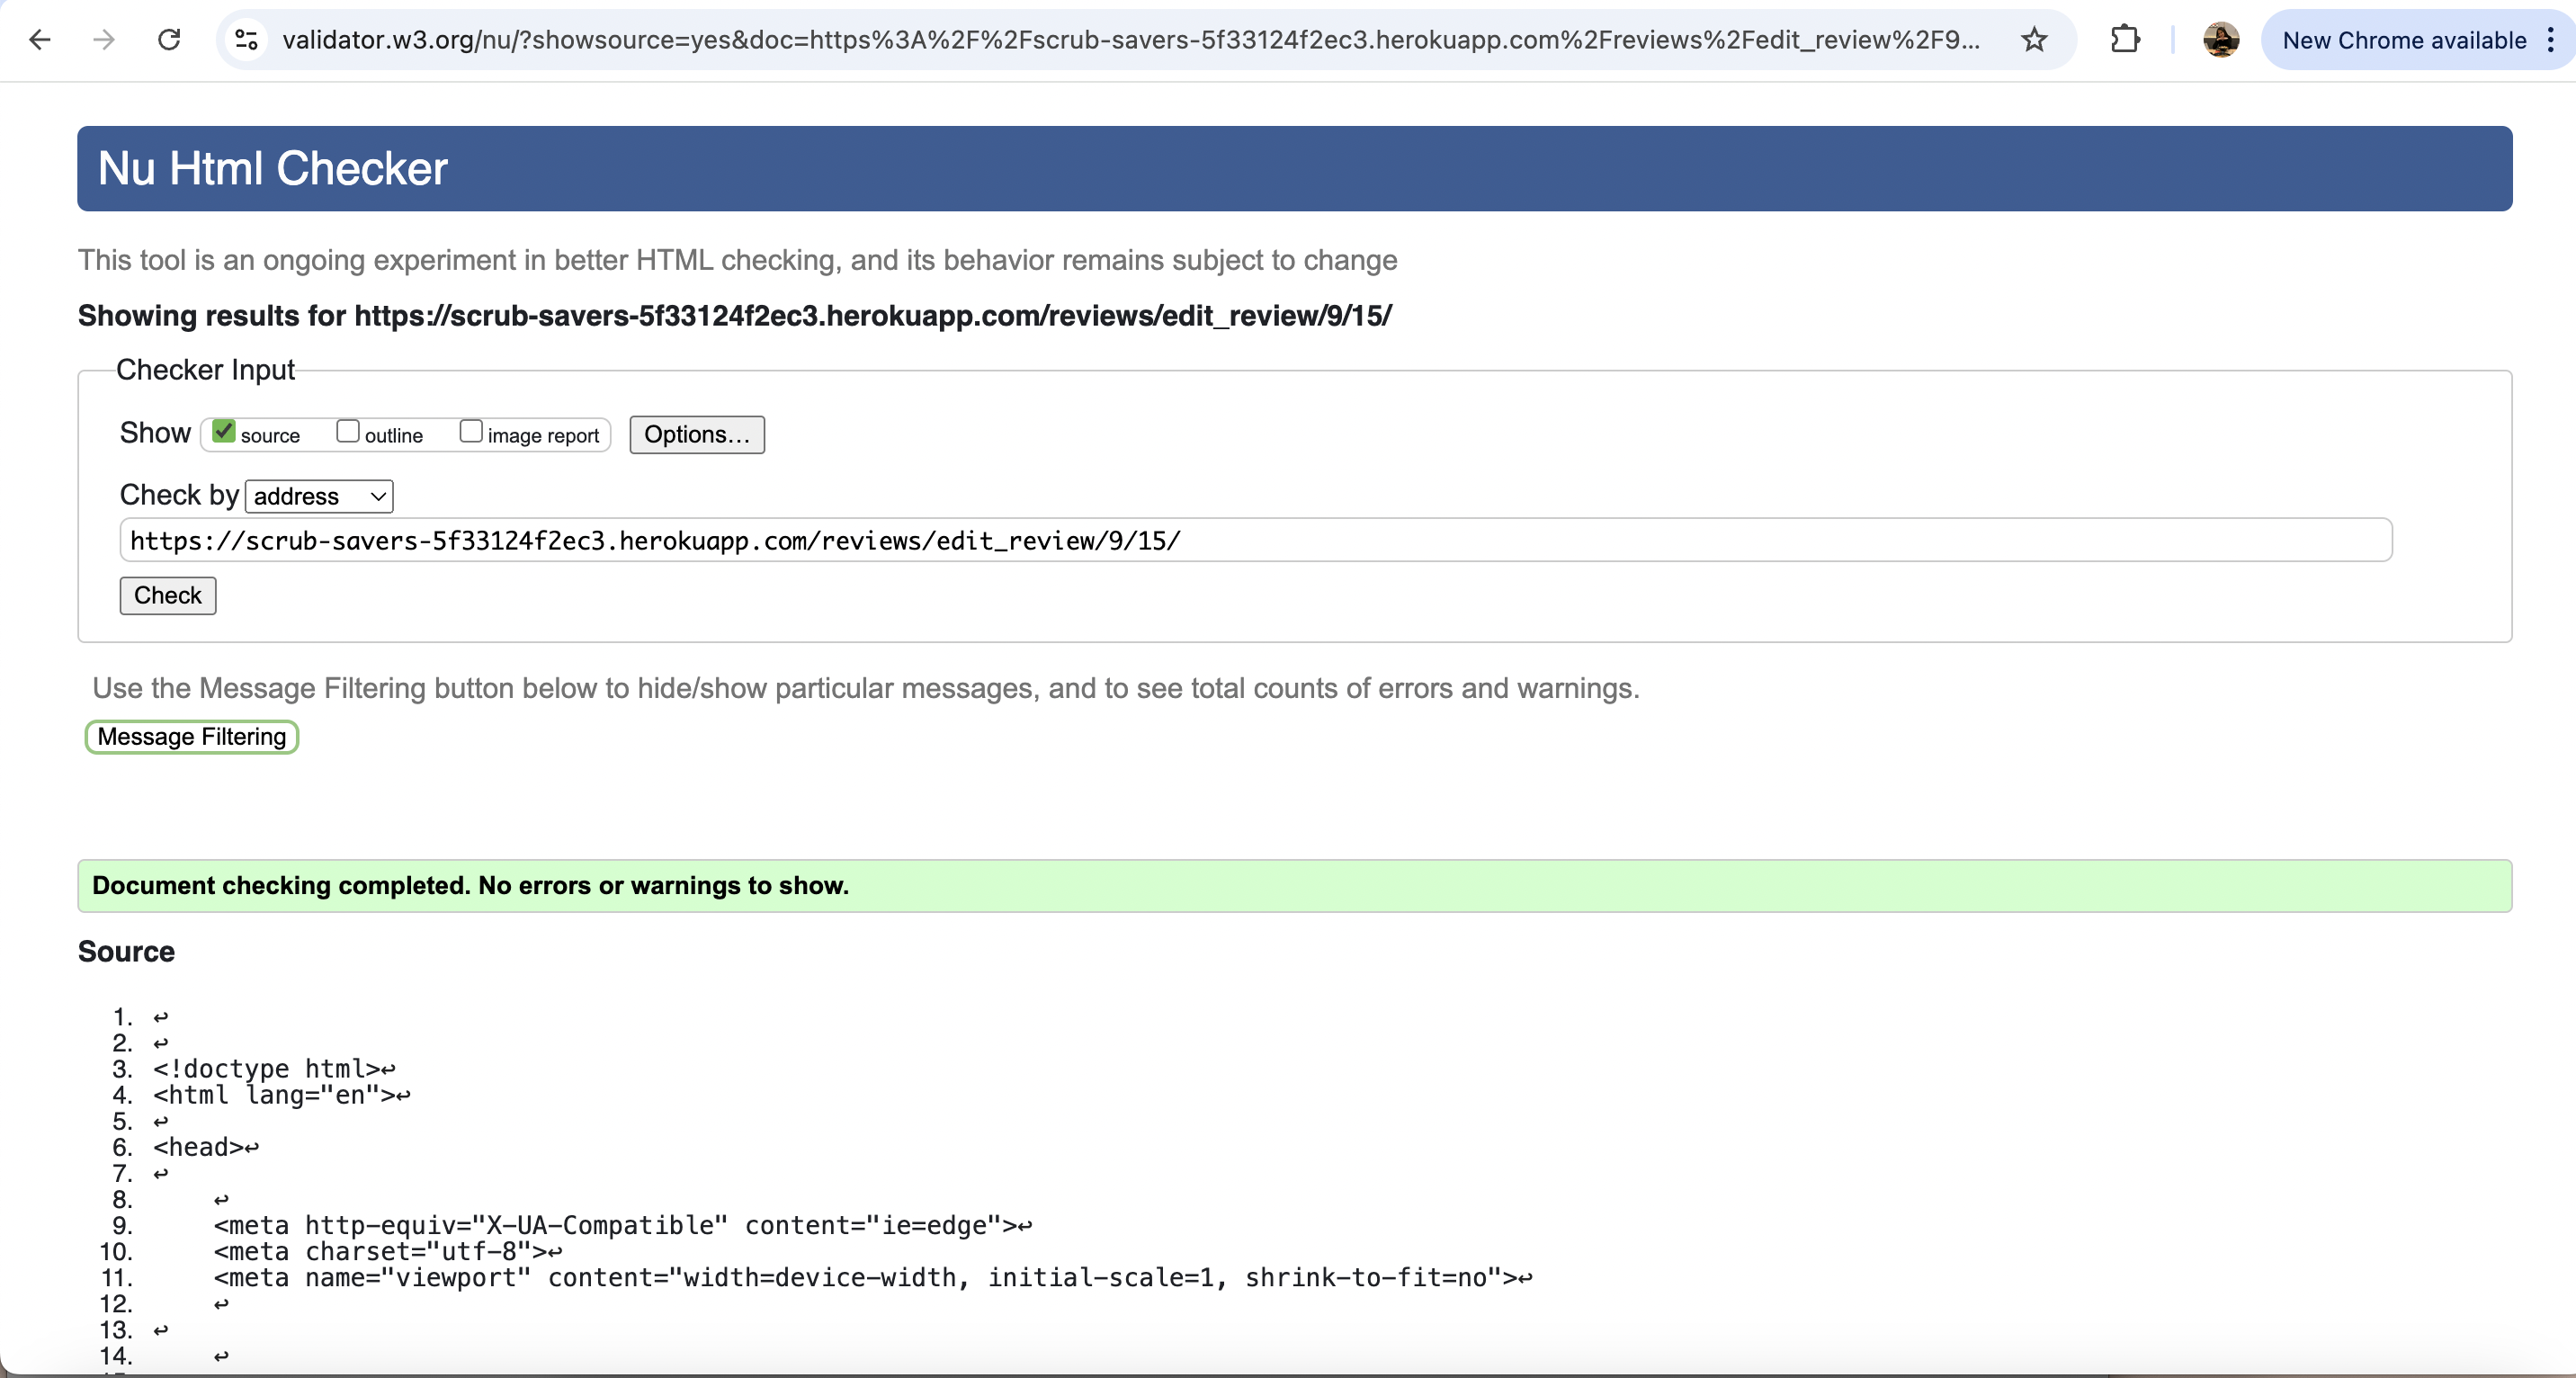 validator.w3.org/nu/?showsource=yes&doc=https%3A%2F%2Fscrub-savers-5f33124f2ec3.herokuapp.com%2Freviews%2Fedit_review%2F9...
New Chrome available
Nu Html Checker
This tool is an ongoing experiment in better HTML checking, and its behavior remains subject to change
Showing results for https://scrub-savers-5f33124f2ec3.herokuapp.com/reviews/edit_review/9/15/
Checker Input
Show source outline image report Options...
Check by address
https://scrub-savers-5f33124f2ec3.herokuapp.com/reviews/edit_review/9/15/
Check
Use the Message Filtering button below to hide/show particular messages, and to see total counts of errors and warnings.
Message Filtering
Document checking completed. No errors or warnings to show.
Source
1. ↩
2. ↩
3. <!doctype html>↩
4. <html lang="en">↩
5. ↩
6. <head>↩
7. ↩
8. ↩
9. <meta http-equiv="X-UA-Compatible" content="ie=edge">↩
10. <meta charset="utf-8">↩
11. <meta name="viewport" content="width=device-width, initial-scale=1, shrink-to-fit=no">↩
12. ↩
13. ↩
14. ↩